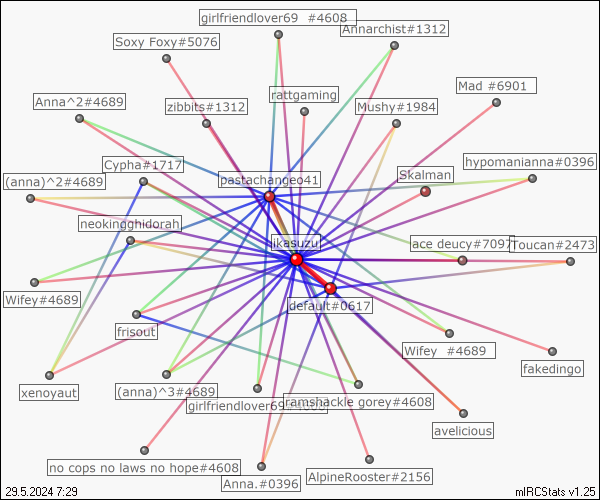 girlfriendlover69 #4608
Annarchist#1312
Soxy Foxy#5076
Mad #6901
rattgaming
Anna^2#4689
zibbits#1312
Mushy#1984
Cypha#1717
hypomanianna#0396
(anna)^2#4689
pastachangeo41
Skalman
neokingghidorah
jikasuzu
lace deucy#7097
Toucan#2473
Wifey#4689
default#0617
frisout
Wifey #4689
fakedingo
xenoyaut
(anna)^3#4689
girlfriendlover69
ramshackle gorey#4608
avelicious
no cops no laws no hope#4608
Anna.#0396
AlpineRooster#2156
29.5.2024 7:29
mIRCStats v1.25